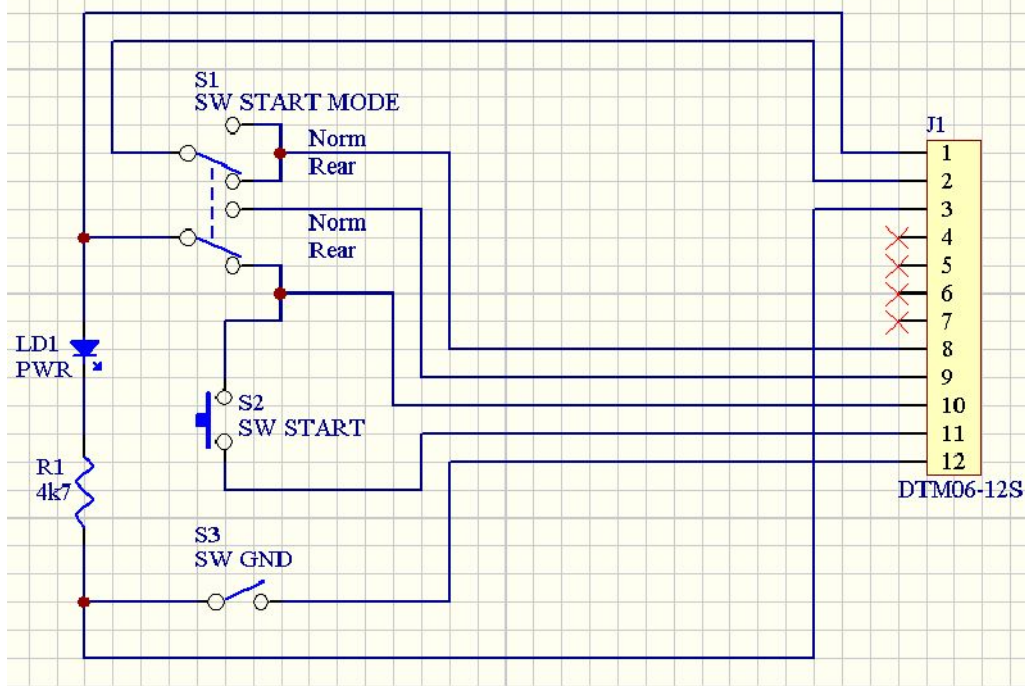 S1
SW START MODE
Norm
Rear
Norm
Rear
LD1
PWR
S2
SW START
R1
4k7
S3
SW GND
J1
1
2
3
4
5
6
7
8
9
10
11
12
DTM06-12S